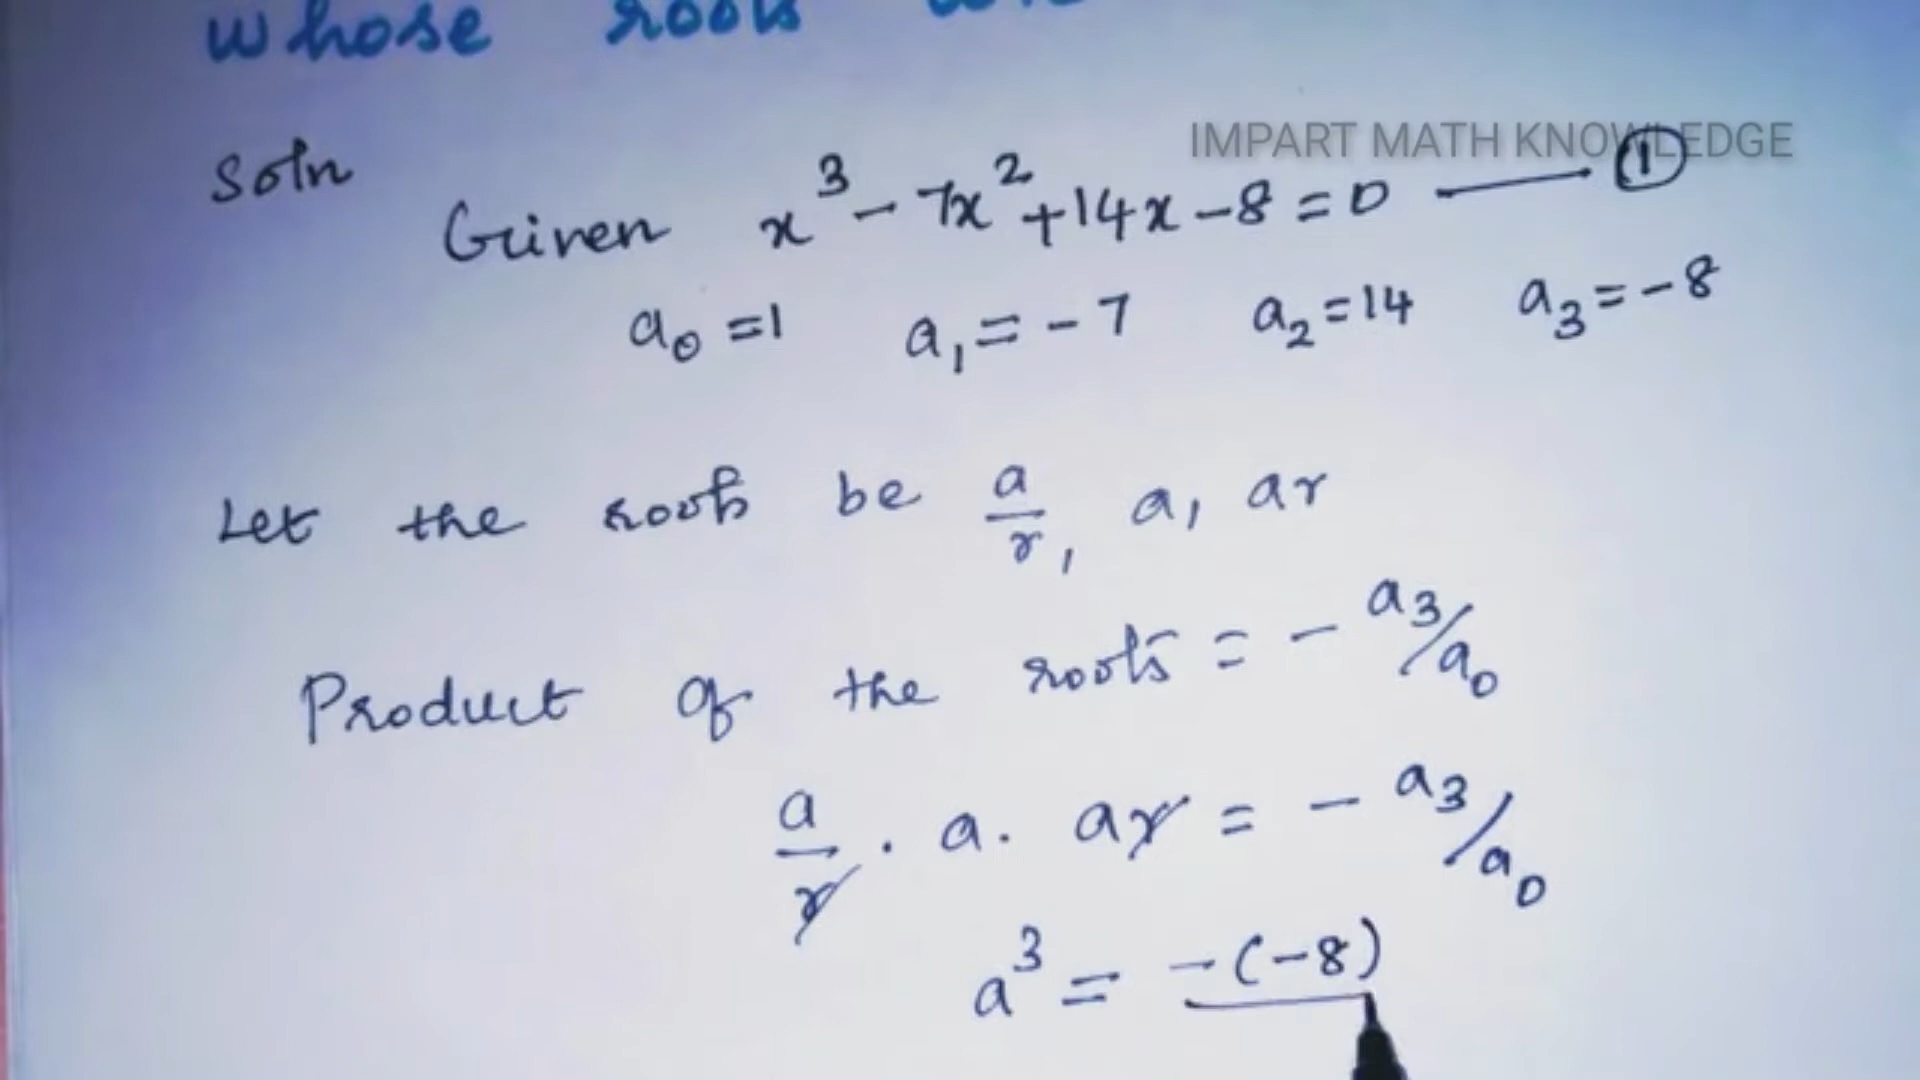 whose roots
IMPART MATH KNOWLEDGE
Soln
Given x³ - 7x² + 14x - 8 = 0 —— ①
a₀ = 1 a₁ = - 7 a₂ = 14 a₃ = - 8
Let the roots be a/r, a, ar
Product of the roots = - a₃/a₀
a/r . a . ar = - a₃/a₀
a³ = -(-8)